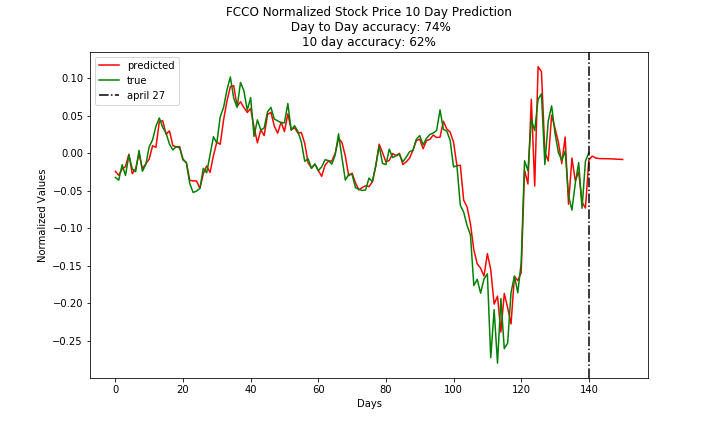 FCCO Normalized Stock Price 10 Day Prediction
Day to Day accuracy: 74%
10 day accuracy: 62%
predicted
true
april 27
Normalized Values
0.10
0.05
0.00
−0.05
−0.10
−0.15
−0.20
−0.25
0 20 40 60 80 100 120 140
Days